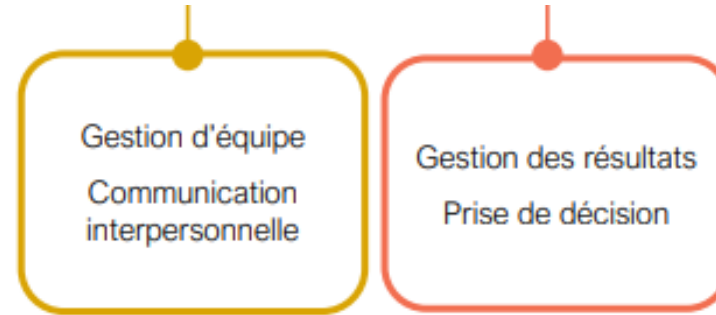 Gestion d'équipe
Communication
interpersonnelle
Gestion des résultats
Prise de décision